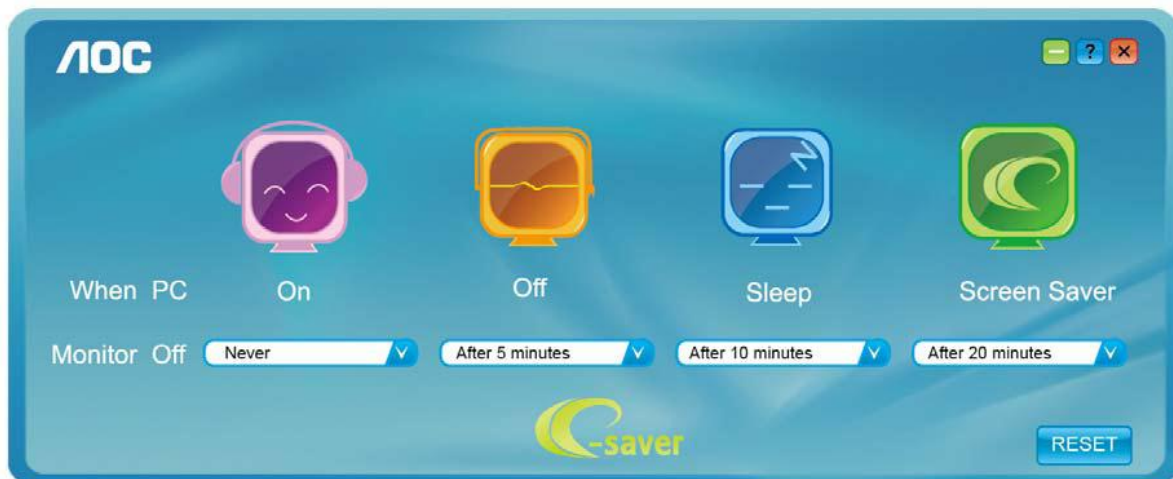 AOC
?
When PC On Off Sleep Screen Saver
Monitor Off Never After 5 minutes After 10 minutes After 20 minutes
e-saver
RESET